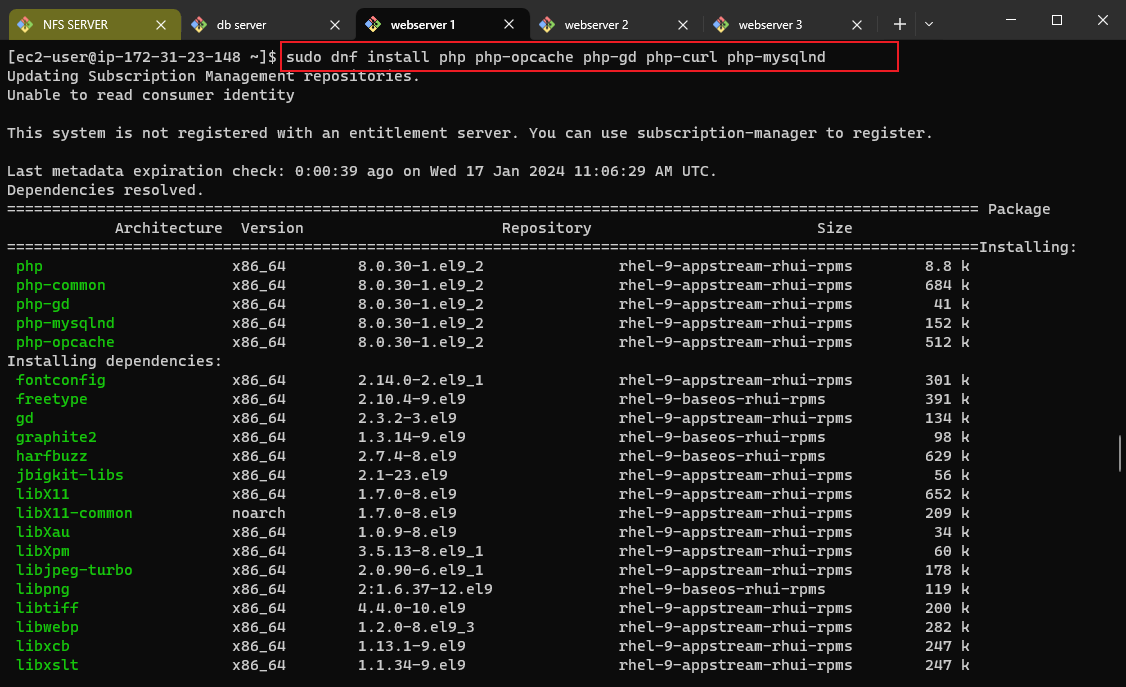 NFS SERVER db server webserver 1 webserver 2 webserver 3
[ec2-user@ip-172-31-23-148 ~]$ sudo dnf install php php-opcache php-gd php-curl php-mysqlnd
Updating Subscription Management repositories.
Unable to read consumer identity
This system is not registered with an entitlement server. You can use subscription-manager to register.
Last metadata expiration check: 0:00:39 ago on Wed 17 Jan 2024 11:06:29 AM UTC.
Dependencies resolved.
============================================================================================================ Package
Architecture Version Repository Size
============================================================================================================Installing:
php x86_64 8.0.30-1.el9_2 rhel-9-appstream-rhui-rpms 8.8 k
php-common x86_64 8.0.30-1.el9_2 rhel-9-appstream-rhui-rpms 684 k
php-gd x86_64 8.0.30-1.el9_2 rhel-9-appstream-rhui-rpms 41 k
php-mysqlnd x86_64 8.0.30-1.el9_2 rhel-9-appstream-rhui-rpms 152 k
php-opcache x86_64 8.0.30-1.el9_2 rhel-9-appstream-rhui-rpms 512 k
Installing dependencies:
fontconfig x86_64 2.14.0-2.el9_1 rhel-9-appstream-rhui-rpms 301 k
freetype x86_64 2.10.4-9.el9 rhel-9-baseos-rhui-rpms 391 k
gd x86_64 2.3.2-3.el9 rhel-9-appstream-rhui-rpms 134 k
graphite2 x86_64 1.3.14-9.el9 rhel-9-baseos-rhui-rpms 98 k
harfbuzz x86_64 2.7.4-8.el9 rhel-9-baseos-rhui-rpms 629 k
jbigkit-libs x86_64 2.1-23.el9 rhel-9-appstream-rhui-rpms 56 k
libX11 x86_64 1.7.0-8.el9 rhel-9-appstream-rhui-rpms 652 k
libX11-common noarch 1.7.0-8.el9 rhel-9-appstream-rhui-rpms 209 k
libXau x86_64 1.0.9-8.el9 rhel-9-appstream-rhui-rpms 34 k
libXpm x86_64 3.5.13-8.el9_1 rhel-9-appstream-rhui-rpms 60 k
libjpeg-turbo x86_64 2.0.90-6.el9_1 rhel-9-appstream-rhui-rpms 178 k
libpng x86_64 2:1.6.37-12.el9 rhel-9-baseos-rhui-rpms 119 k
libtiff x86_64 4.4.0-10.el9 rhel-9-appstream-rhui-rpms 200 k
libwebp x86_64 1.2.0-8.el9_3 rhel-9-appstream-rhui-rpms 282 k
libxcb x86_64 1.13.1-9.el9 rhel-9-appstream-rhui-rpms 247 k
libxslt x86_64 1.1.34-9.el9 rhel-9-appstream-rhui-rpms 247 k